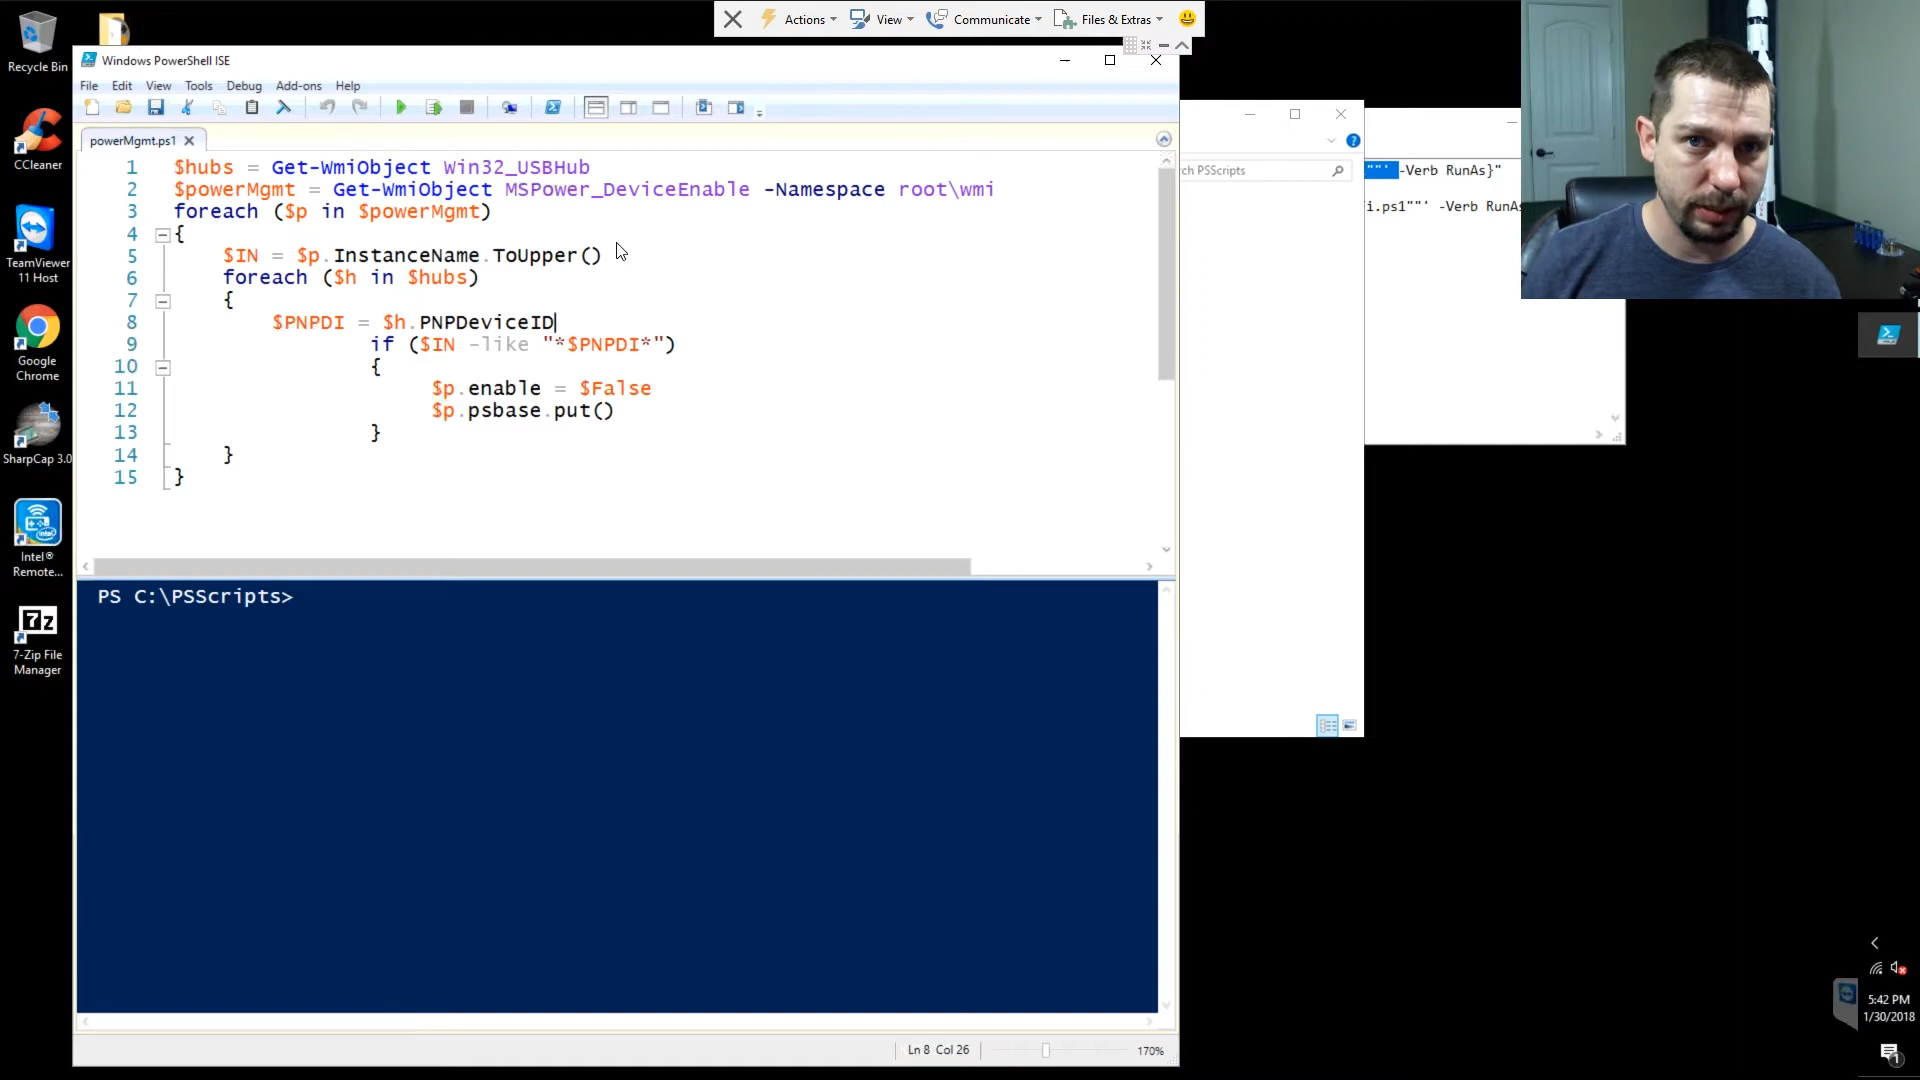 Actions
View
Communicate
Files & Extras
Recycle Bin
CCleaner
TeamViewer
11 Host
Google
Chrome
SharpCap 3.0
Intel®
Remote...
7z
7-Zip File
Manager
Windows PowerShell ISE
File Edit View Tools Debug Add-ons Help
powerMgmt.ps1
1 $hubs = Get-WmiObject Win32_USBHub
2 $powerMgmt = Get-WmiObject MSPower_DeviceEnable -Namespace root\wmi
3 foreach ($p in $powerMgmt)
4 {
5 $IN = $p.InstanceName.ToUpper()
6 foreach ($h in $hubs)
7 {
8 $PNPDI = $h.PNPDeviceID
9 if ($IN -like "*$PNPDI*")
10 {
11 $p.enable = $False
12 $p.psbase.put()
13 }
14 }
15 }
PS C:\PSScripts>
Ln 8 Col 26
170%
rch PSScripts
""' -Verb RunAs}"
i.ps1""' -Verb RunAs
5:42 PM
1/30/2018
1